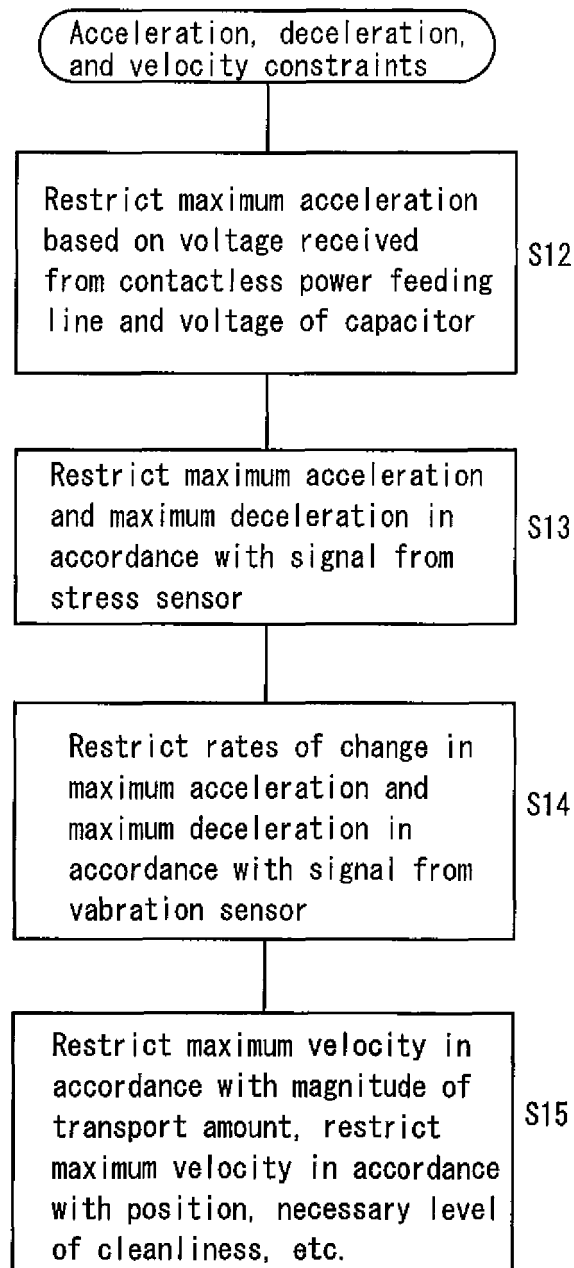 Acceleration, deceleration,
and velocity constraints
Restrict maximum acceleration
based on voltage received
from contactless power feeding
line and voltage of capacitor
S12
Restrict maximum acceleration
and maximum deceleration in
accordance with signal from
stress sensor
S13
Restrict rates of change in
maximum acceleration and
maximum deceleration in
accordance with signal from
vabration sensor
S14
Restrict maximum velocity in
accordance with magnitude of
transport amount, restrict
maximum velocity in accordance
with position, necessary level
of cleanliness, etc.
S15